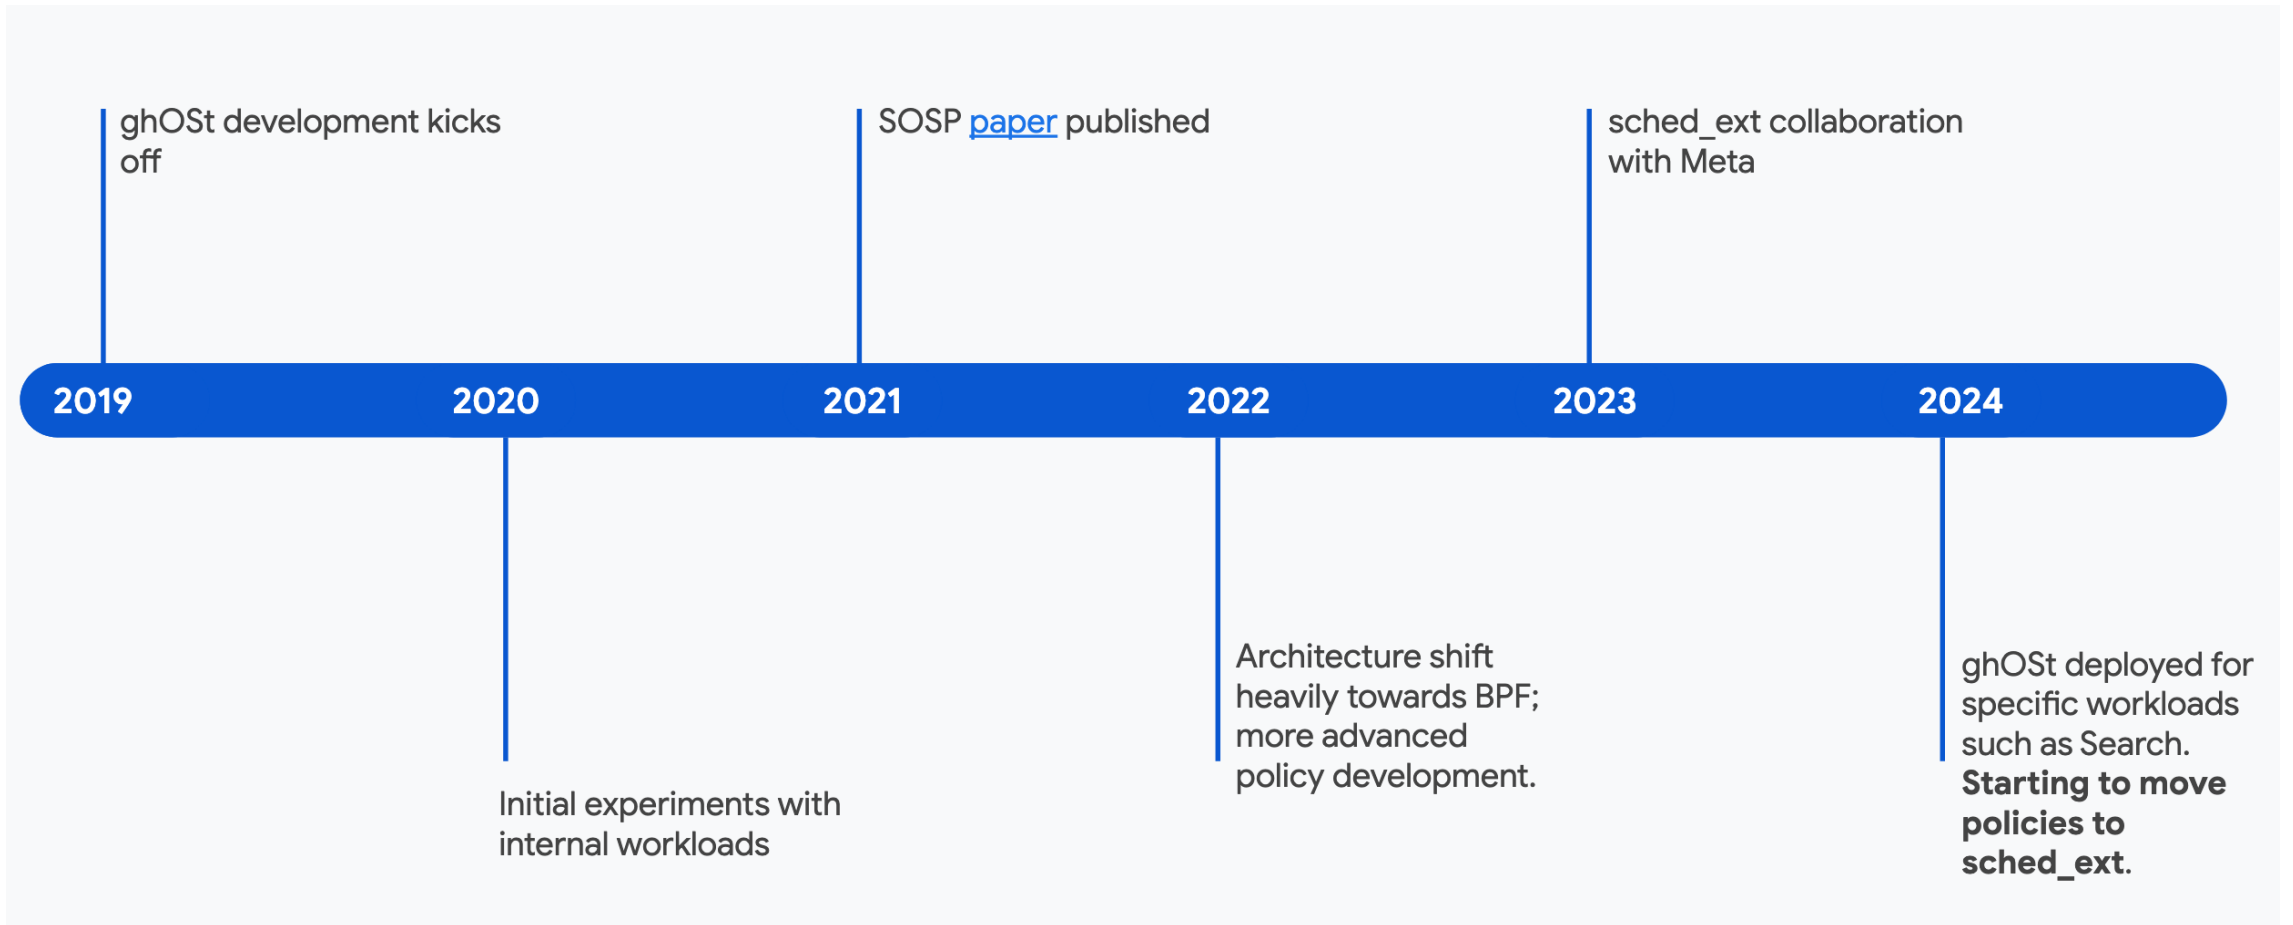 ghOSt development kicks
off
SOSP paper published
sched_ext collaboration
with Meta
2019 2020 2021 2022 2023 2024
Initial experiments with
internal workloads
Architecture shift
heavily towards BPF;
more advanced
policy development.
ghOSt deployed for
specific workloads
such as Search.
Starting to move
policies to
sched_ext.